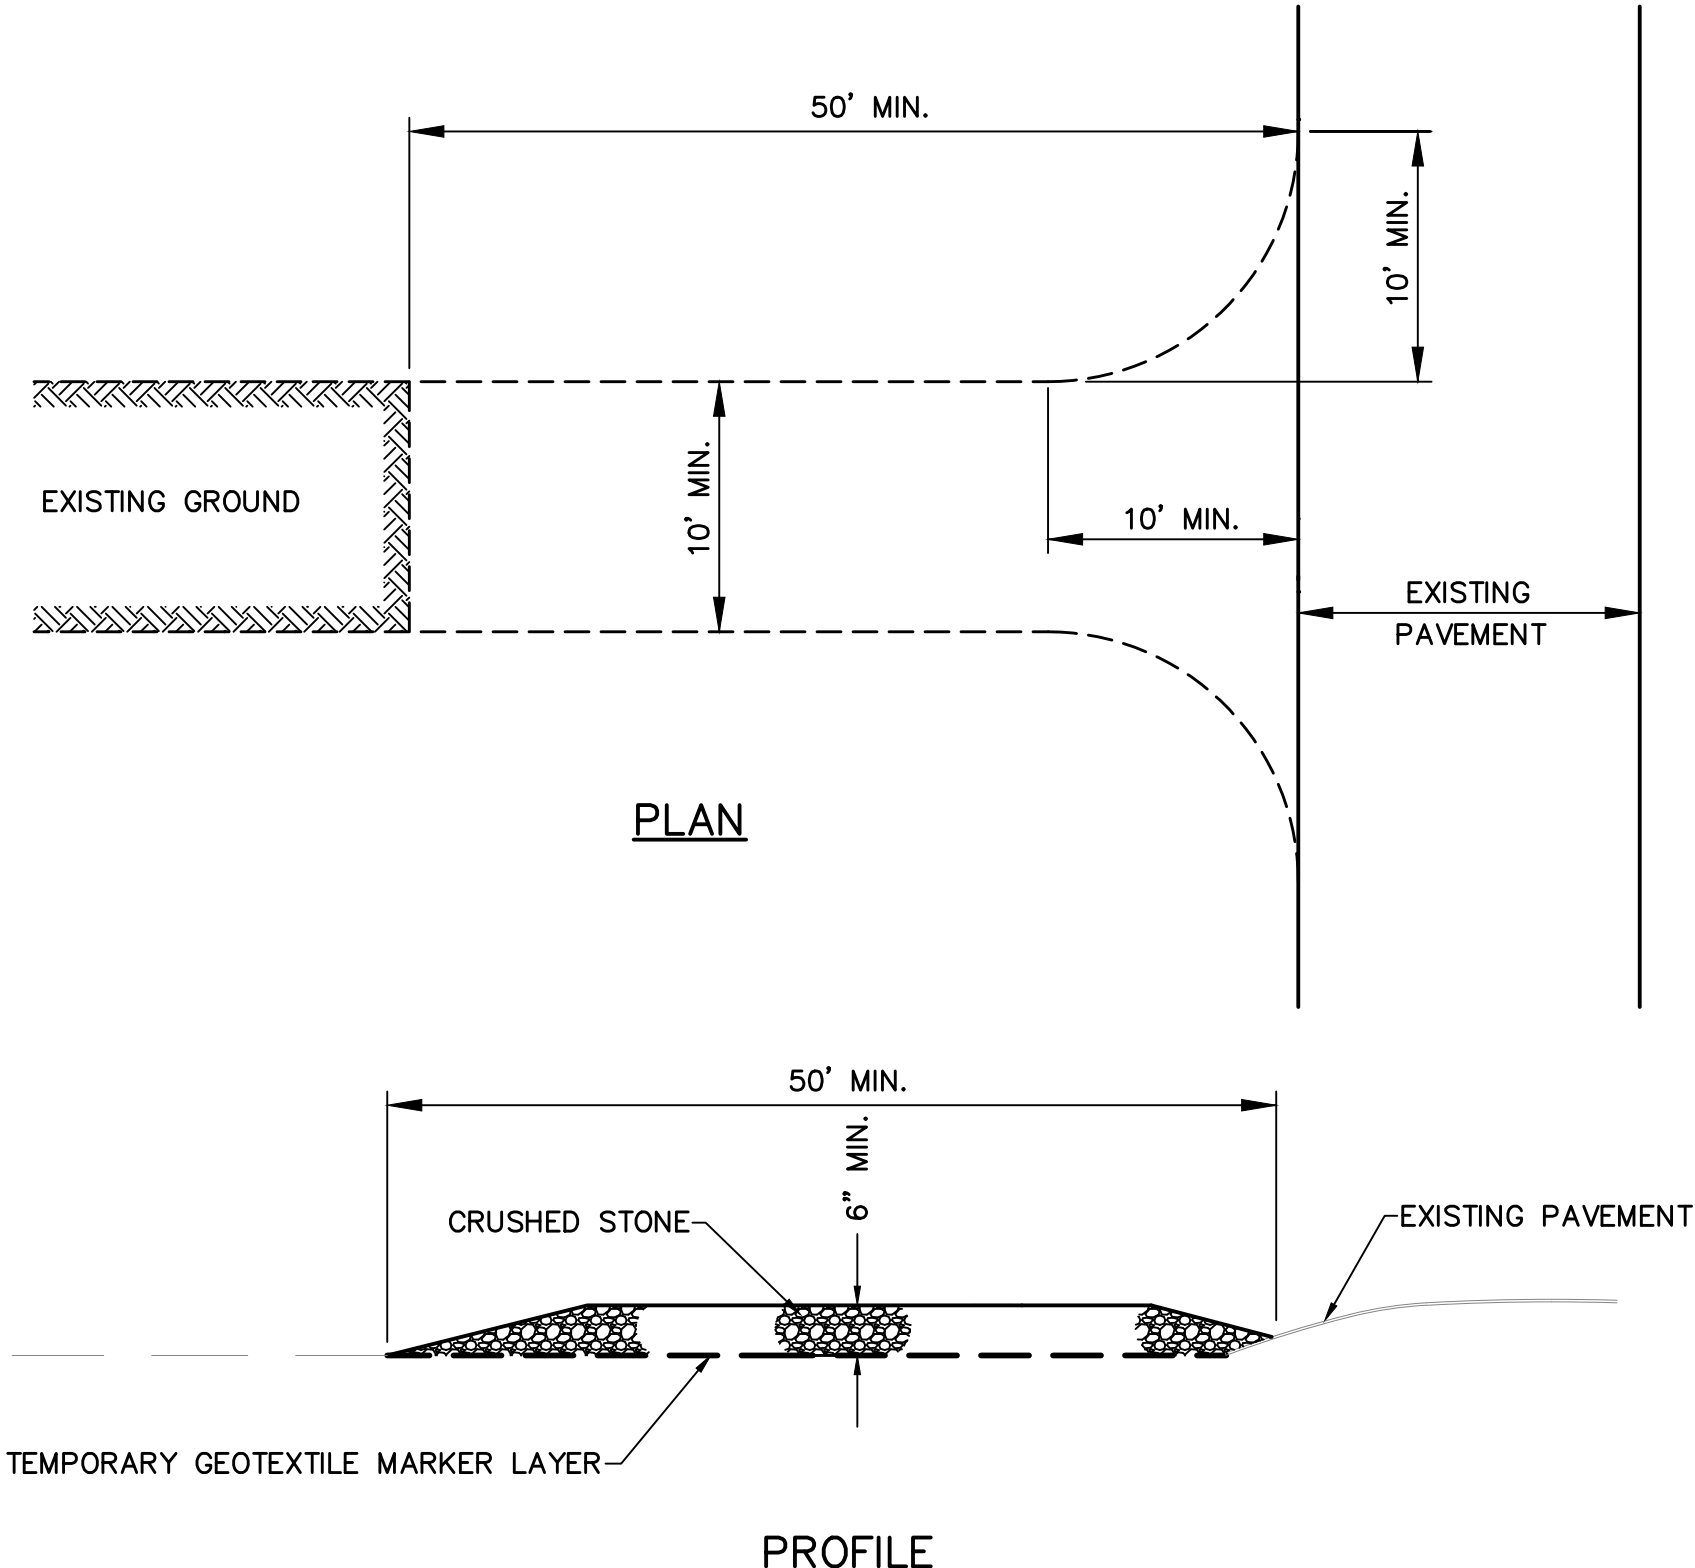 50' MIN.
10' MIN.
EXISTING GROUND
10' MIN.
10' MIN.
EXISTING
PAVEMENT
PLAN
50' MIN.
6" MIN.
CRUSHED STONE
EXISTING PAVEMENT
TEMPORARY GEOTEXTILE MARKER LAYER
PROFILE